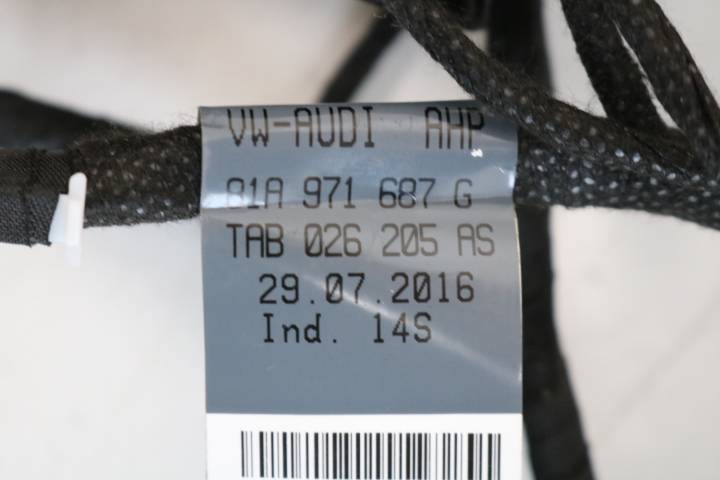 VW-AUDI AHP
81A 971 687 G
TAB 026 205 AS
29.07.2016
Ind. 14S